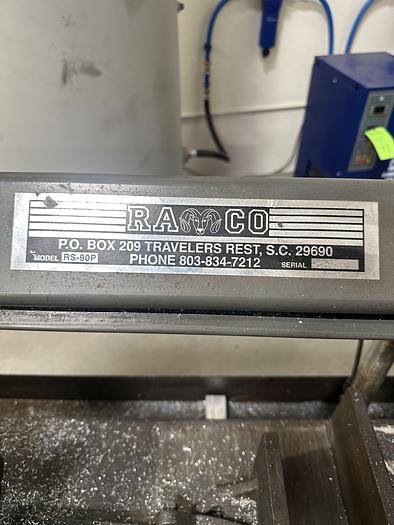 RAMCO
P.O. BOX 209 TRAVELERS REST, S.C. 29690
MODEL RS-90P PHONE 803-834-7212 SERIAL